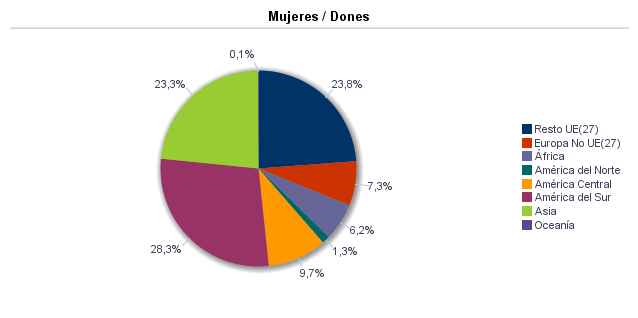 Mujeres / Dones
0,1%
23,3%
23,8%
7,3%
6,2%
1,3%
9,7%
28,3%
Resto UE(27)
Europa No UE(27)
África
América del Norte
América Central
América del Sur
Asia
Oceanía